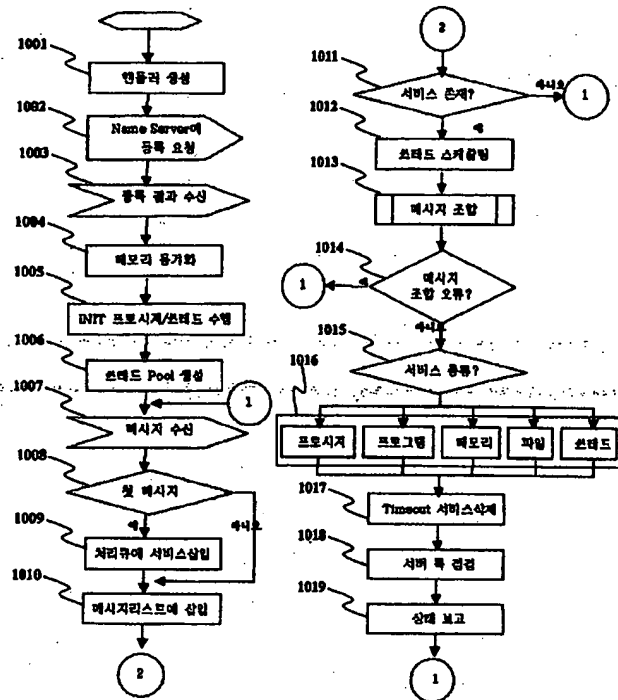 1001
핸들러 생성
1002
Name Server에
등록 요청
1003
등록 결과 수신
1004
메모리 동기화
1005
INIT 프로시저/쓰레드 수행
1006
쓰레드 Pool 생성
1
1007
메시지 수신
1008
첫 메시지
예
아니오
1009
처리큐에 서비스삽입
1010
메시지리스트에 삽입
2
2
1011
서비스 존재?
아니오
1
1012
예
쓰레드 스케쥴링
1013
메시지 조합
1014
메시지
조합 오류?
예
1
아니오
1015
서비스 종류?
1016
프로시저
프로그램
메모리
파일
쓰레드
1017
Timeout 서비스삭제
1018
서버 록 점검
1019
상태 보고
1